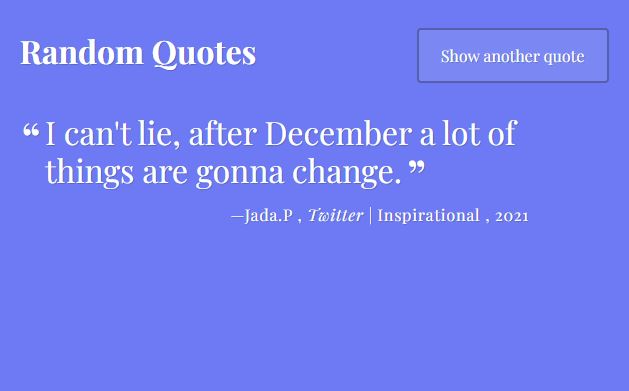 Random Quotes
Show another quote
“ I can't lie, after December a lot of
things are gonna change. ”
—Jada.P , Twitter | Inspirational , 2021